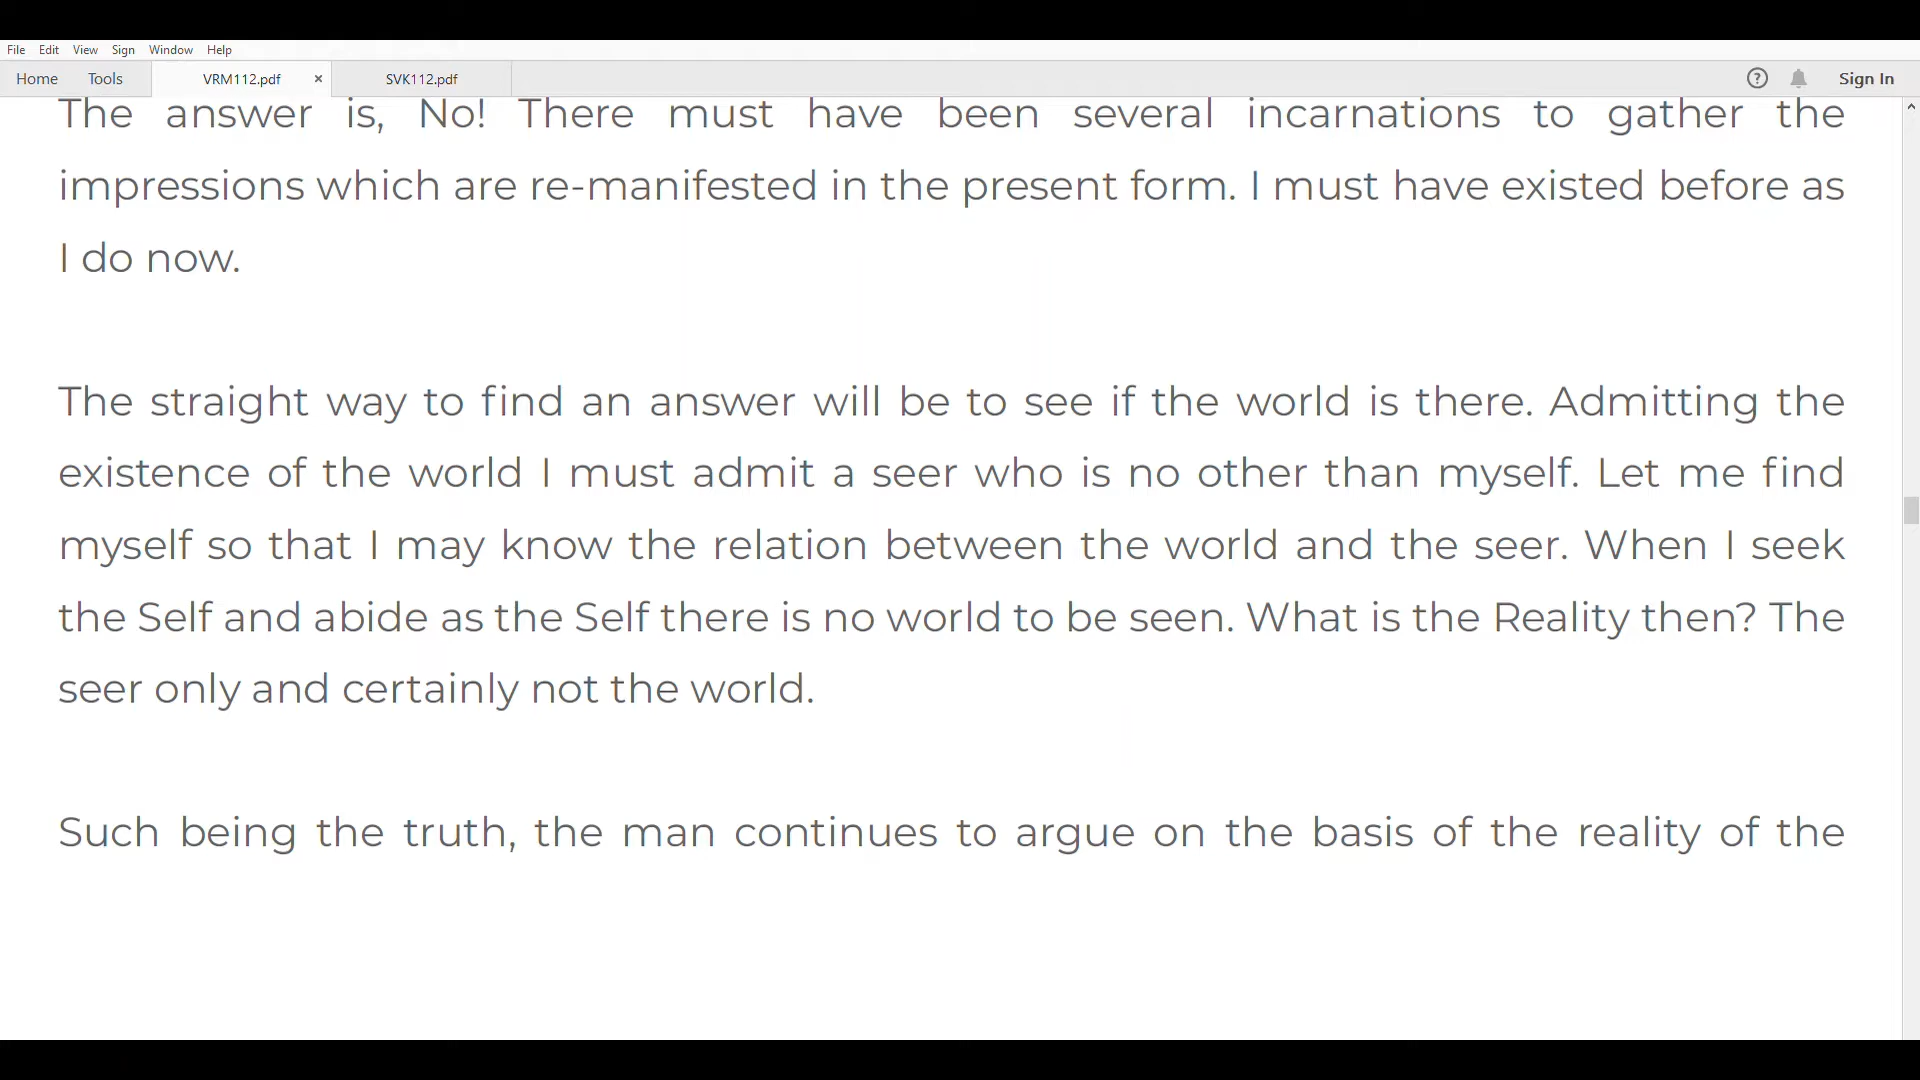 File Edit View Sign Window Help
Home Tools VRM112.pdf × SVK112.pdf ? Sign In
The answer is, No! There must have been several incarnations to gather the
impressions which are re-manifested in the present form. I must have existed before as
I do now.
The straight way to find an answer will be to see if the world is there. Admitting the
existence of the world I must admit a seer who is no other than myself. Let me find
myself so that I may know the relation between the world and the seer. When I seek
the Self and abide as the Self there is no world to be seen. What is the Reality then? The
seer only and certainly not the world.
Such being the truth, the man continues to argue on the basis of the reality of the